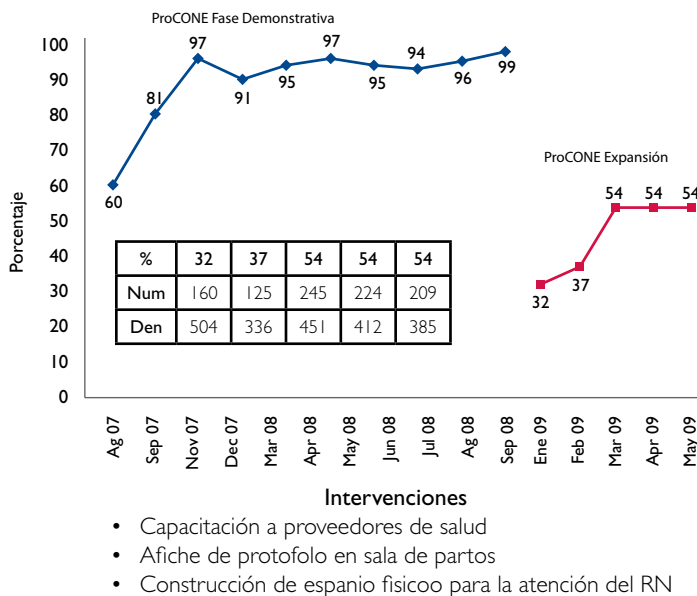 ProCONE Fase Demonstrativa
100
90
80
70
60
50
40
30
20
10
0
Porcentaje
60
81
97
91
95
97
95
94
96
99
ProCONE Expansión
32
37
54
54
54
% 32 37 54 54 54
Num 160 125 245 224 209
Den 504 336 451 412 385
Ag 07
Sep 07
Nov 07
Dec 07
Mar 08
Apr 08
May 08
Jun 08
Jul 08
Ag 08
Sep 08
Ene 09
Feb 09
Mar 09
Apr 09
May 09
Intervenciones
• Capacitación a proveedores de salud
• Afiche de protofolo en sala de partos
• Construcción de espanio fisicoo para la atención del RN